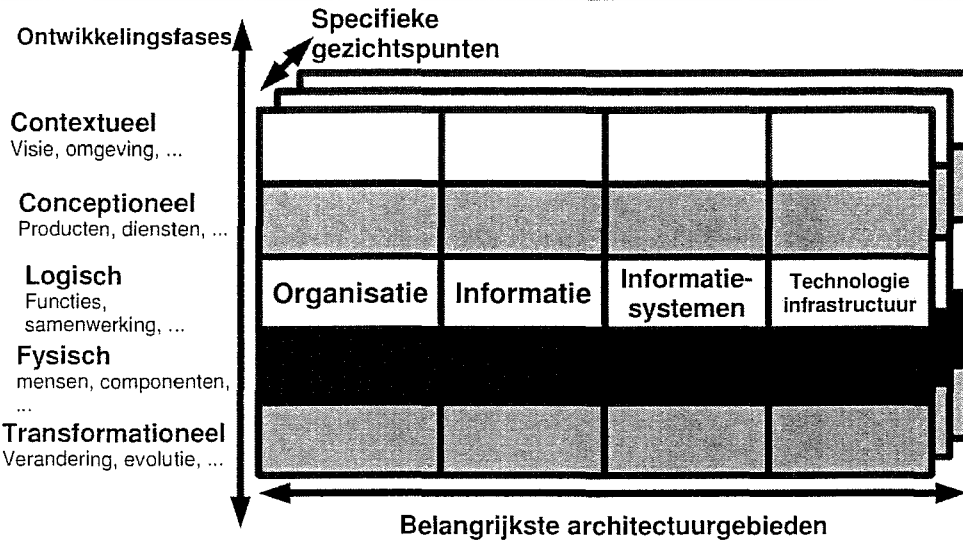 Specifieke
gezichtspunten
Ontwikkelingsfases
Contextueel
Visie, omgeving, ...
Conceptioneel
Producten, diensten, ...
Logisch
Functies,
samenwerking, ...
Organisatie
Informatie
Informatie-
systemen
Technologie
infrastructuur
Fysisch
mensen, componenten,
...
Transformationeel
Verandering, evolutie, ...
Belangrijkste architectuurgebieden